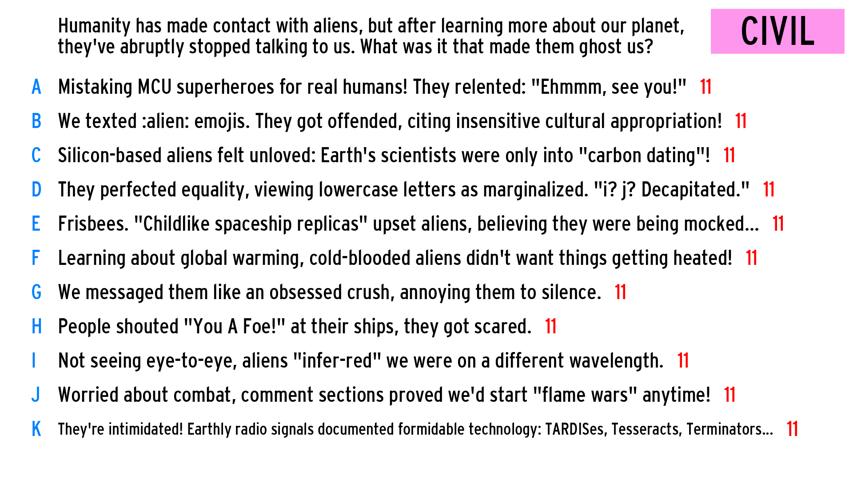 Humanity has made contact with aliens, but after learning more about our planet,
they've abruptly stopped talking to us. What was it that made them ghost us?
CIVIL
A Mistaking MCU superheroes for real humans! They relented: "Ehmmm, see you!" 11
B We texted :alien: emojis. They got offended, citing insensitive cultural appropriation! 11
C Silicon-based aliens felt unloved: Earth's scientists were only into "carbon dating"! 11
D They perfected equality, viewing lowercase letters as marginalized. "i? j? Decapitated." 11
E Frisbees. "Childlike spaceship replicas" upset aliens, believing they were being mocked... 11
F Learning about global warming, cold-blooded aliens didn't want things getting heated! 11
G We messaged them like an obsessed crush, annoying them to silence. 11
H People shouted "You A Foe!" at their ships, they got scared. 11
I Not seeing eye-to-eye, aliens "infer-red" we were on a different wavelength. 11
J Worried about combat, comment sections proved we'd start "flame wars" anytime! 11
K They're intimidated! Earthly radio signals documented formidable technology: TARDISes, Tesseracts, Terminators... 11